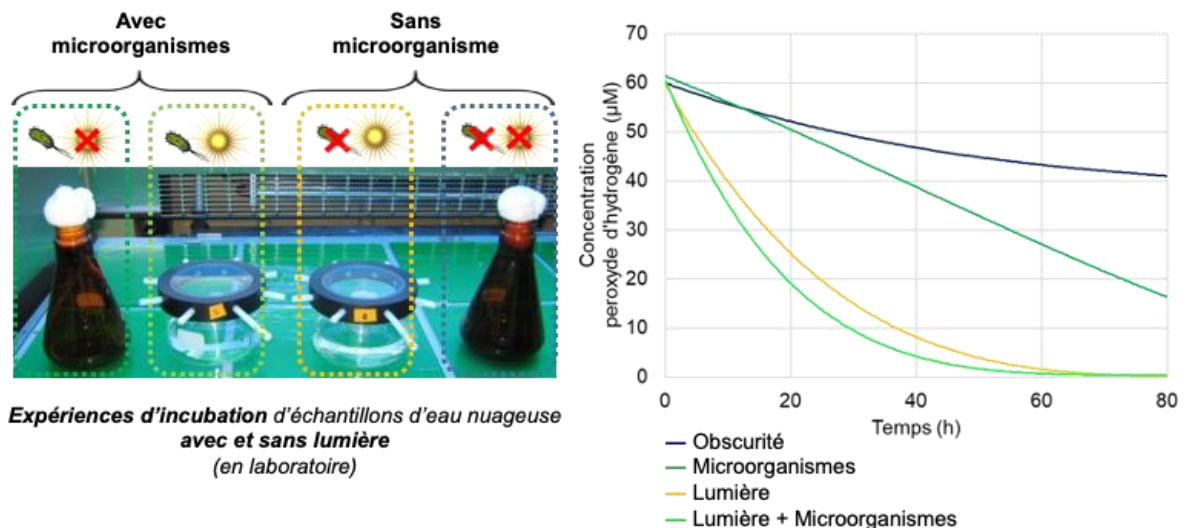 Avec
microorganismes
Sans
microorganisme
Expériences d'incubation d'échantillons d'eau nuageuse
avec et sans lumière
(en laboratoire)
Concentration
peroxyde d'hydrogène (µM)
70
60
50
40
30
20
10
0
0 20 40 60 80
Temps (h)
Obscurité
Microorganismes
Lumière
Lumière + Microorganismes